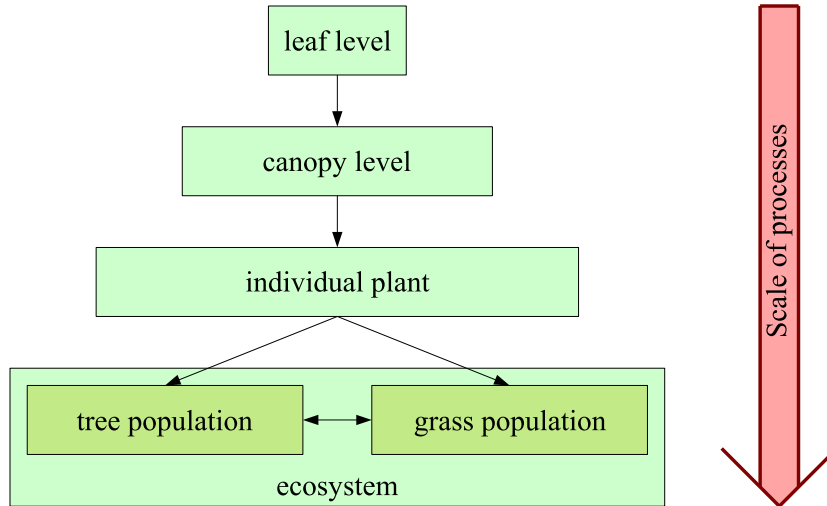 leaf level
canopy level
individual plant
tree population
grass population
ecosystem
Scale of processes